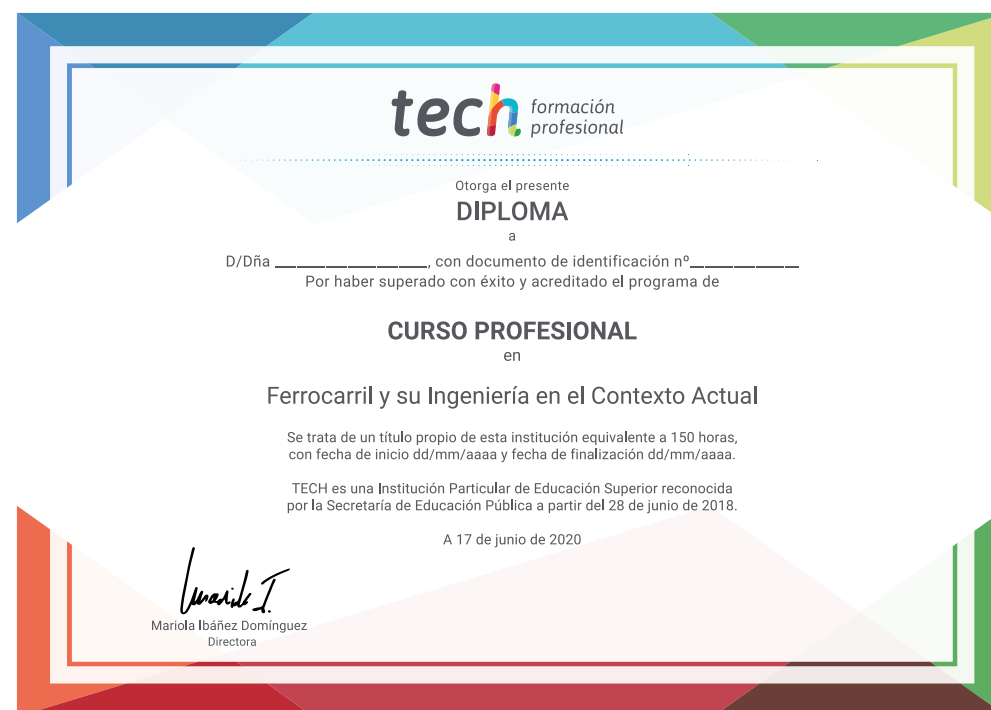 tech formación
profesional
Otorga el presente
DIPLOMA
a
D/Dña ________________, con documento de identificación nº____________
Por haber superado con éxito y acreditado el programa de
CURSO PROFESIONAL
en
Ferrocarril y su Ingeniería en el Contexto Actual
Se trata de un título propio de esta institución equivalente a 150 horas,
con fecha de inicio dd/mm/aaaa y fecha de finalización dd/mm/aaaa.
TECH es una Institución Particular de Educación Superior reconocida
por la Secretaría de Educación Pública a partir del 28 de junio de 2018.
A 17 de junio de 2020
Mariola Ibáñez Domínguez
Directora